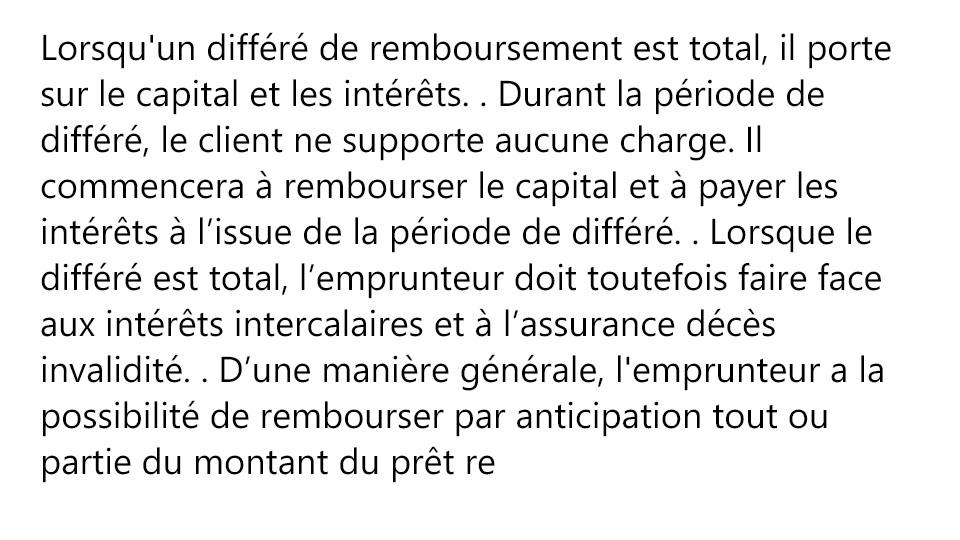 Lorsqu'un différé de remboursement est total, il porte
sur le capital et les intérêts. . Durant la période de
différé, le client ne supporte aucune charge. Il
commencera à rembourser le capital et à payer les
intérêts à l’issue de la période de différé. . Lorsque le
différé est total, l’emprunteur doit toutefois faire face
aux intérêts intercalaires et à l’assurance décès
invalidité. . D’une manière générale, l'emprunteur a la
possibilité de rembourser par anticipation tout ou
partie du montant du prêt re